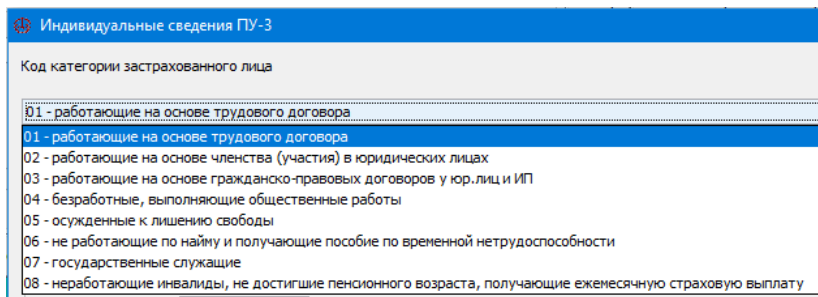 Индивидуальные сведения ПУ-3
Код категории застрахованного лица
01 - работающие на основе трудового договора
01 - работающие на основе трудового договора
02 - работающие на основе членства (участия) в юридических лицах
03 - работающие на основе гражданско-правовых договоров у юр.лиц и ИП
04 - безработные, выполняющие общественные работы
05 - осужденные к лишению свободы
06 - не работающие по найму и получающие пособие по временной нетрудоспособности
07 - государственные служащие
08 - неработающие инвалиды, не достигшие пенсионного возраста, получающие ежемесячную страховую выплату